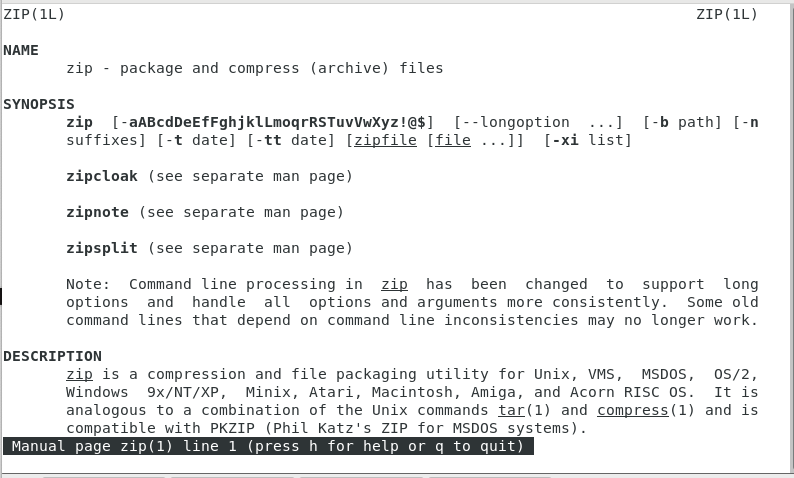 ZIP(1L) ZIP(1L)
NAME
zip - package and compress (archive) files
SYNOPSIS
zip [-aABcdDeEfFghjklLmoqrRSTuvVwXyz!@$] [--longoption ...] [-b path] [-n
suffixes] [-t date] [-tt date] [zipfile [file ...]] [-xi list]
zipcloak (see separate man page)
zipnote (see separate man page)
zipsplit (see separate man page)
Note: Command line processing in zip has been changed to support long
options and handle all options and arguments more consistently. Some old
command lines that depend on command line inconsistencies may no longer work.
DESCRIPTION
zip is a compression and file packaging utility for Unix, VMS, MSDOS, OS/2,
Windows 9x/NT/XP, Minix, Atari, Macintosh, Amiga, and Acorn RISC OS. It is
analogous to a combination of the Unix commands tar(1) and compress(1) and is
compatible with PKZIP (Phil Katz's ZIP for MSDOS systems).
Manual page zip(1) line 1 (press h for help or q to quit)